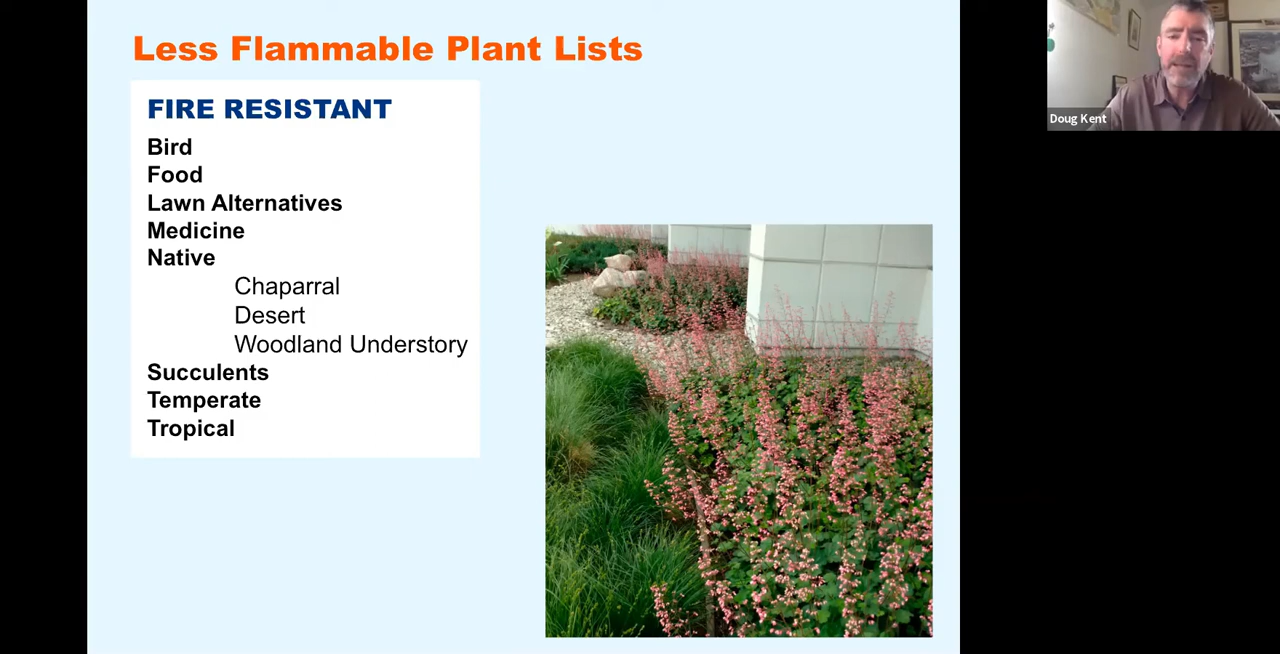 Less Flammable Plant Lists
FIRE RESISTANT
Bird
Food
Lawn Alternatives
Medicine
Native
Chaparral
Desert
Woodland Understory
Succulents
Temperate
Tropical
Doug Kent